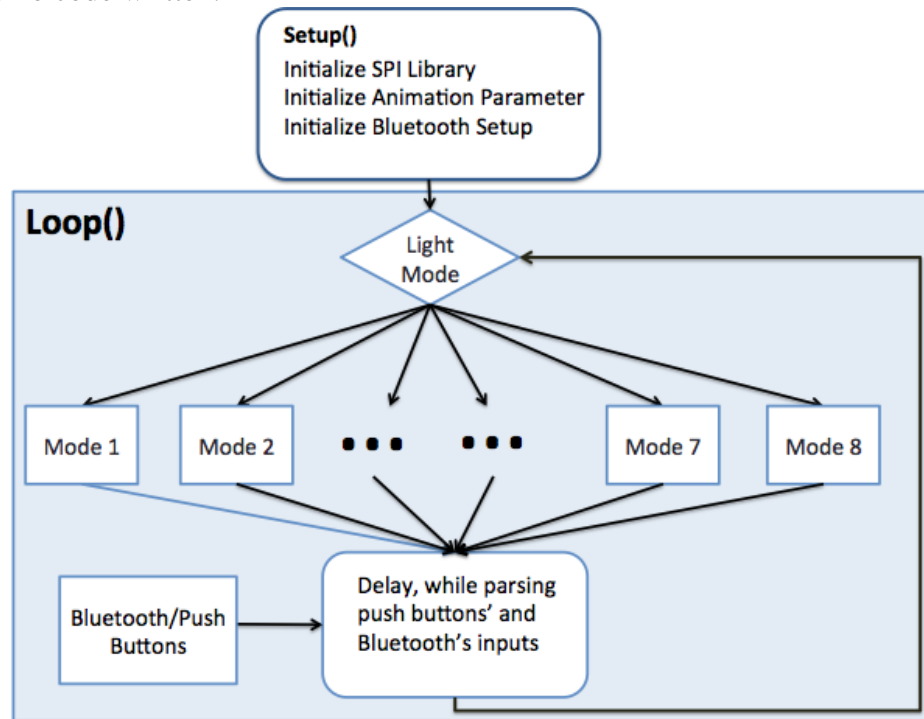 Setup()
Initialize SPI Library
Initialize Animation Parameter
Initialize Bluetooth Setup
Loop()
Light
Mode
Mode 1
Mode 2
...
...
Mode 7
Mode 8
Bluetooth/Push
Buttons
Delay, while parsing
push buttons' and
Bluetooth's inputs